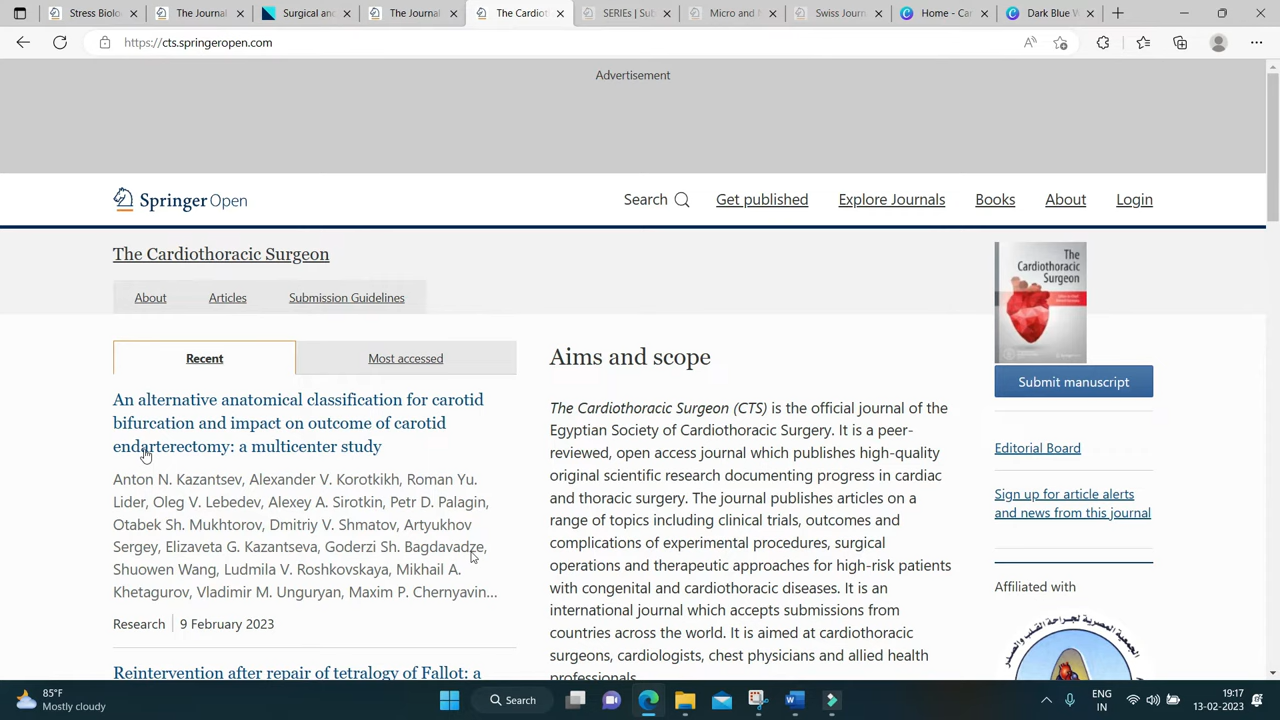 Stress Biolo
The Journal
Surgical an
The Journal
The Cardiot
SERIEs | Sub
Micro and N
Swiss Journ
Home - Can
Dark Blue W
https://cts.springeropen.com
Advertisement
Springer Open
Search
Get published
Explore Journals
Books
About
Login
The Cardiothoracic Surgeon
About
Articles
Submission Guidelines
Recent
Most accessed
An alternative anatomical classification for carotid
bifurcation and impact on outcome of carotid
endarterectomy: a multicenter study
Anton N. Kazantsev, Alexander V. Korotkikh, Roman Yu.
Lider, Oleg V. Lebedev, Alexey A. Sirotkin, Petr D. Palagin,
Otabek Sh. Mukhtorov, Dmitriy V. Shmatov, Artyukhov
Sergey, Elizaveta G. Kazantseva, Goderzi Sh. Bagdavadze,
Shuowen Wang, Ludmila V. Roshkovskaya, Mikhail A.
Khetagurov, Vladimir M. Unguryan, Maxim P. Chernyavin...
Research
9 February 2023
Reintervention after repair of tetralogy of Fallot: a
Aims and scope
The Cardiothoracic Surgeon (CTS) is the official journal of the
Egyptian Society of Cardiothoracic Surgery. It is a peer-
reviewed, open access journal which publishes high-quality
original scientific research documenting progress in cardiac
and thoracic surgery. The journal publishes articles on a
range of topics including clinical trials, outcomes and
complications of experimental procedures, surgical
operations and therapeutic approaches for high-risk patients
with congenital and cardiothoracic diseases. It is an
international journal which accepts submissions from
countries across the world. It is aimed at cardiothoracic
surgeons, cardiologists, chest physicians and allied health
professionals.
The
Cardiothoracic
Surgeon
Submit manuscript
Editorial Board
Sign up for article alerts
and news from this journal
Affiliated with
الجمعية المصرية لجراحة القلب والصدر
85°F
Mostly cloudy
Search
ENG
IN
19:17
13-02-2023